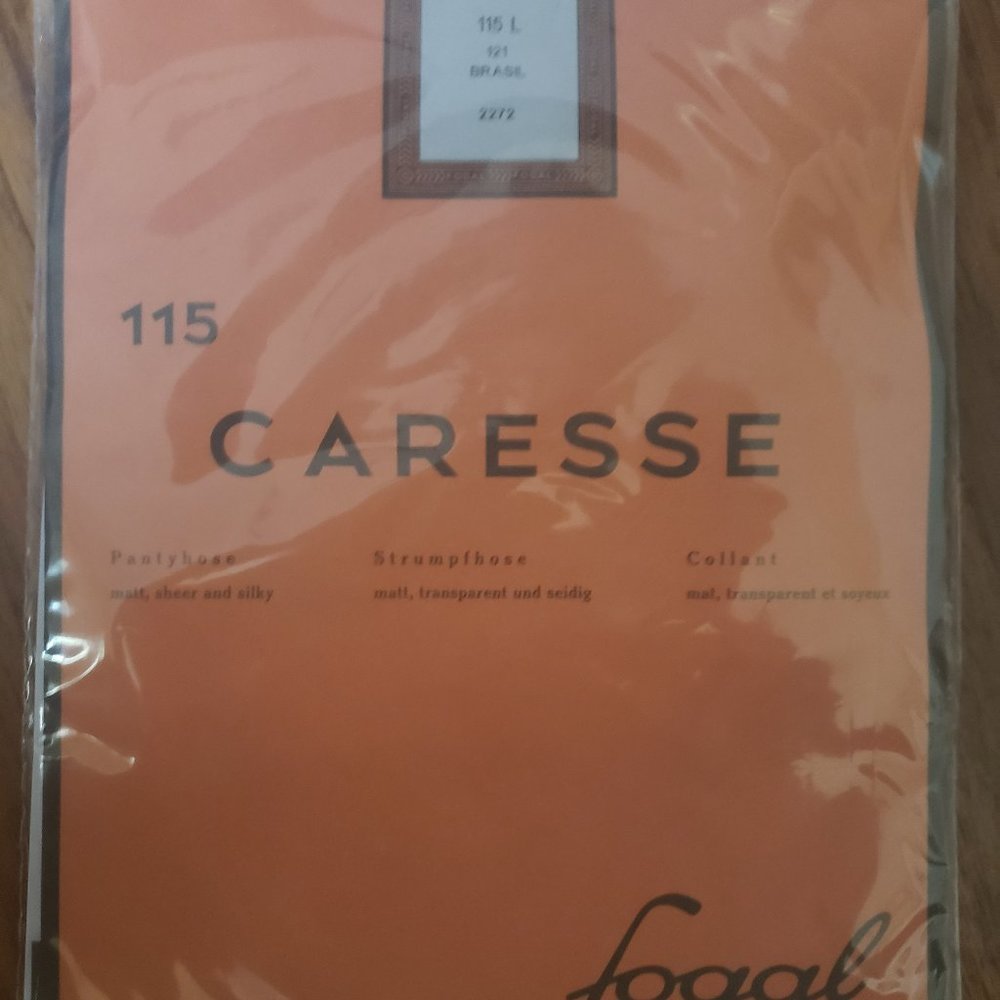 115 L
121
BRASIL
2272
115
CARESSE
Pantyhose
matt, sheer and silky
Strumpfhose
matt, transparent und seidig
Collant
mat, transparent et soyeux
fogal